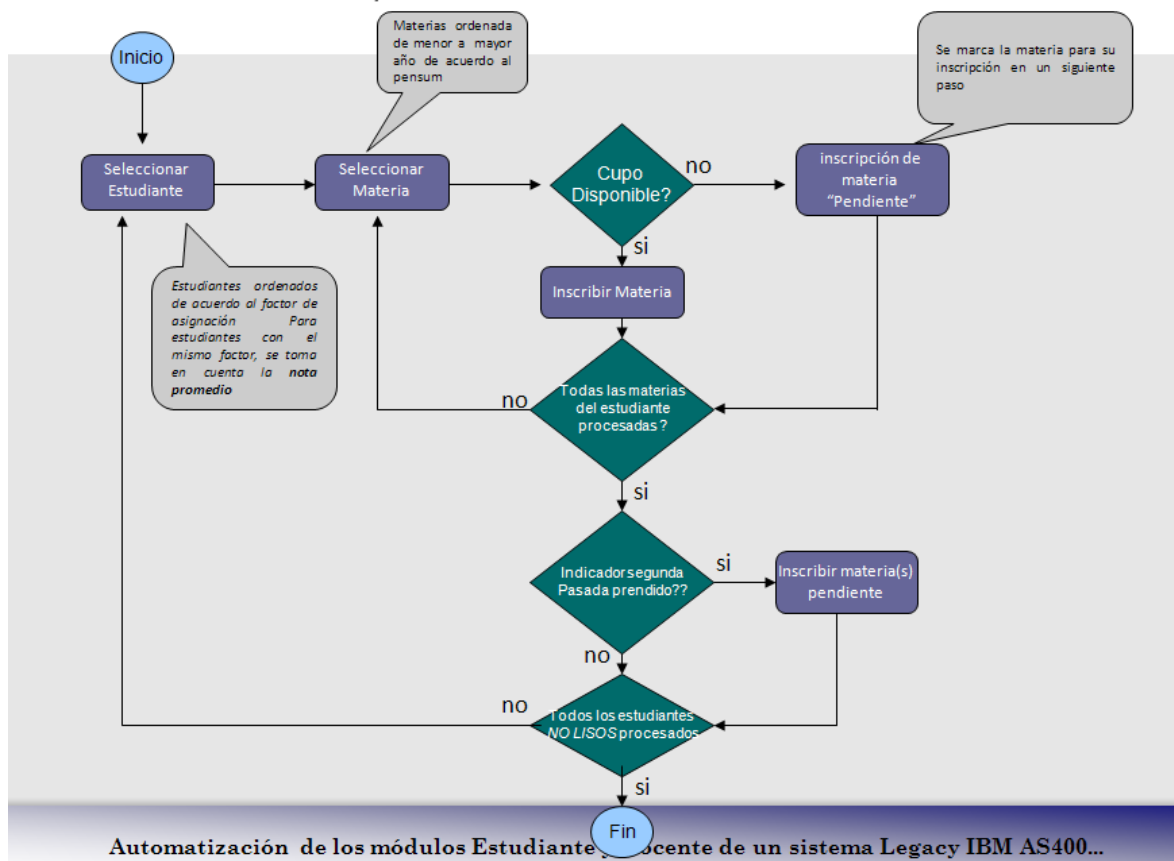 Inicio
Materias ordenada
de menor a mayor
año de acuerdo al
pensum
Se marca la materia para su
inscripción en un siguiente
paso
Seleccionar
Estudiante
Seleccionar
Materia
Cupo
Disponible?
no
inscripción de
materia
“Pendiente”
si
Estudiantes ordenados
de acuerdo al factor de
asignación Para
estudiantes con el
mismo factor, se toma
en cuenta la nota
promedio
Inscribir Materia
no
Todas las materias
del estudiante
procesadas?
si
Indicador segunda
Pasada prendido??
si
Inscribir materia(s)
pendiente
no
no
Todos los estudiantes
NO LISOS procesados
si
Fin
Automatización de los módulos Estudiante y ocente de un sistema Legacy IBM AS400...